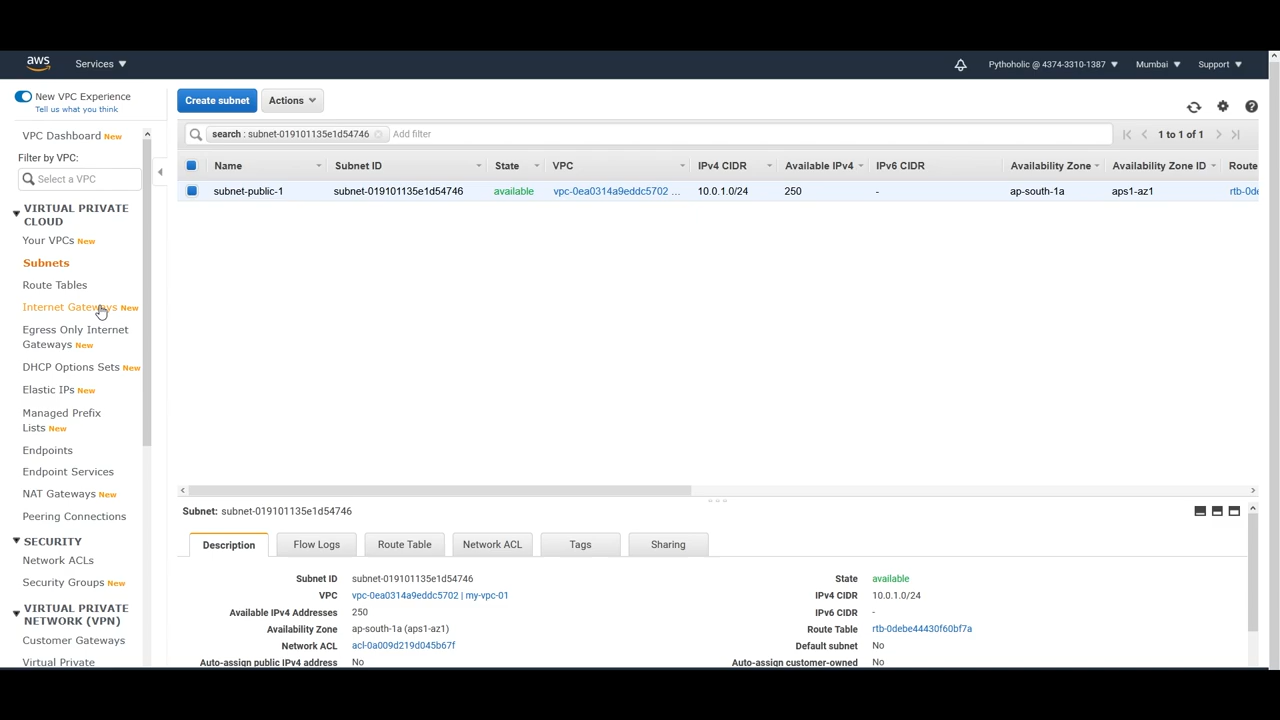 aws Services Pythoholic @ 4374-3310-1387 Mumbai Support
New VPC Experience
Tell us what you think
VPC Dashboard New
Filter by VPC:
Select a VPC
VIRTUAL PRIVATE
CLOUD
Your VPCs New
Subnets
Route Tables
Internet Gateways New
Egress Only Internet
Gateways New
DHCP Options Sets New
Elastic IPs New
Managed Prefix
Lists New
Endpoints
Endpoint Services
NAT Gateways New
Peering Connections
SECURITY
Network ACLs
Security Groups New
VIRTUAL PRIVATE
NETWORK (VPN)
Customer Gateways
Virtual Private
Create subnet Actions
search : subnet-019101135e1d54746 Add filter 1 to 1 of 1
Name Subnet ID State VPC IPv4 CIDR Available IPv4 IPv6 CIDR Availability Zone Availability Zone ID Route
subnet-public-1 subnet-019101135e1d54746 available vpc-0ea0314a9eddc5702 ... 10.0.1.0/24 250 - ap-south-1a aps1-az1 rtb-0de
Subnet: subnet-019101135e1d54746
Description Flow Logs Route Table Network ACL Tags Sharing
Subnet ID subnet-019101135e1d54746 State available
VPC vpc-0ea0314a9eddc5702 | my-vpc-01 IPv4 CIDR 10.0.1.0/24
Available IPv4 Addresses 250 IPv6 CIDR -
Availability Zone ap-south-1a (aps1-az1) Route Table rtb-0debe44430f60bf7a
Network ACL acl-0a009d219d045b67f Default subnet No
Auto-assign public IPv4 address No Auto-assign customer-owned No